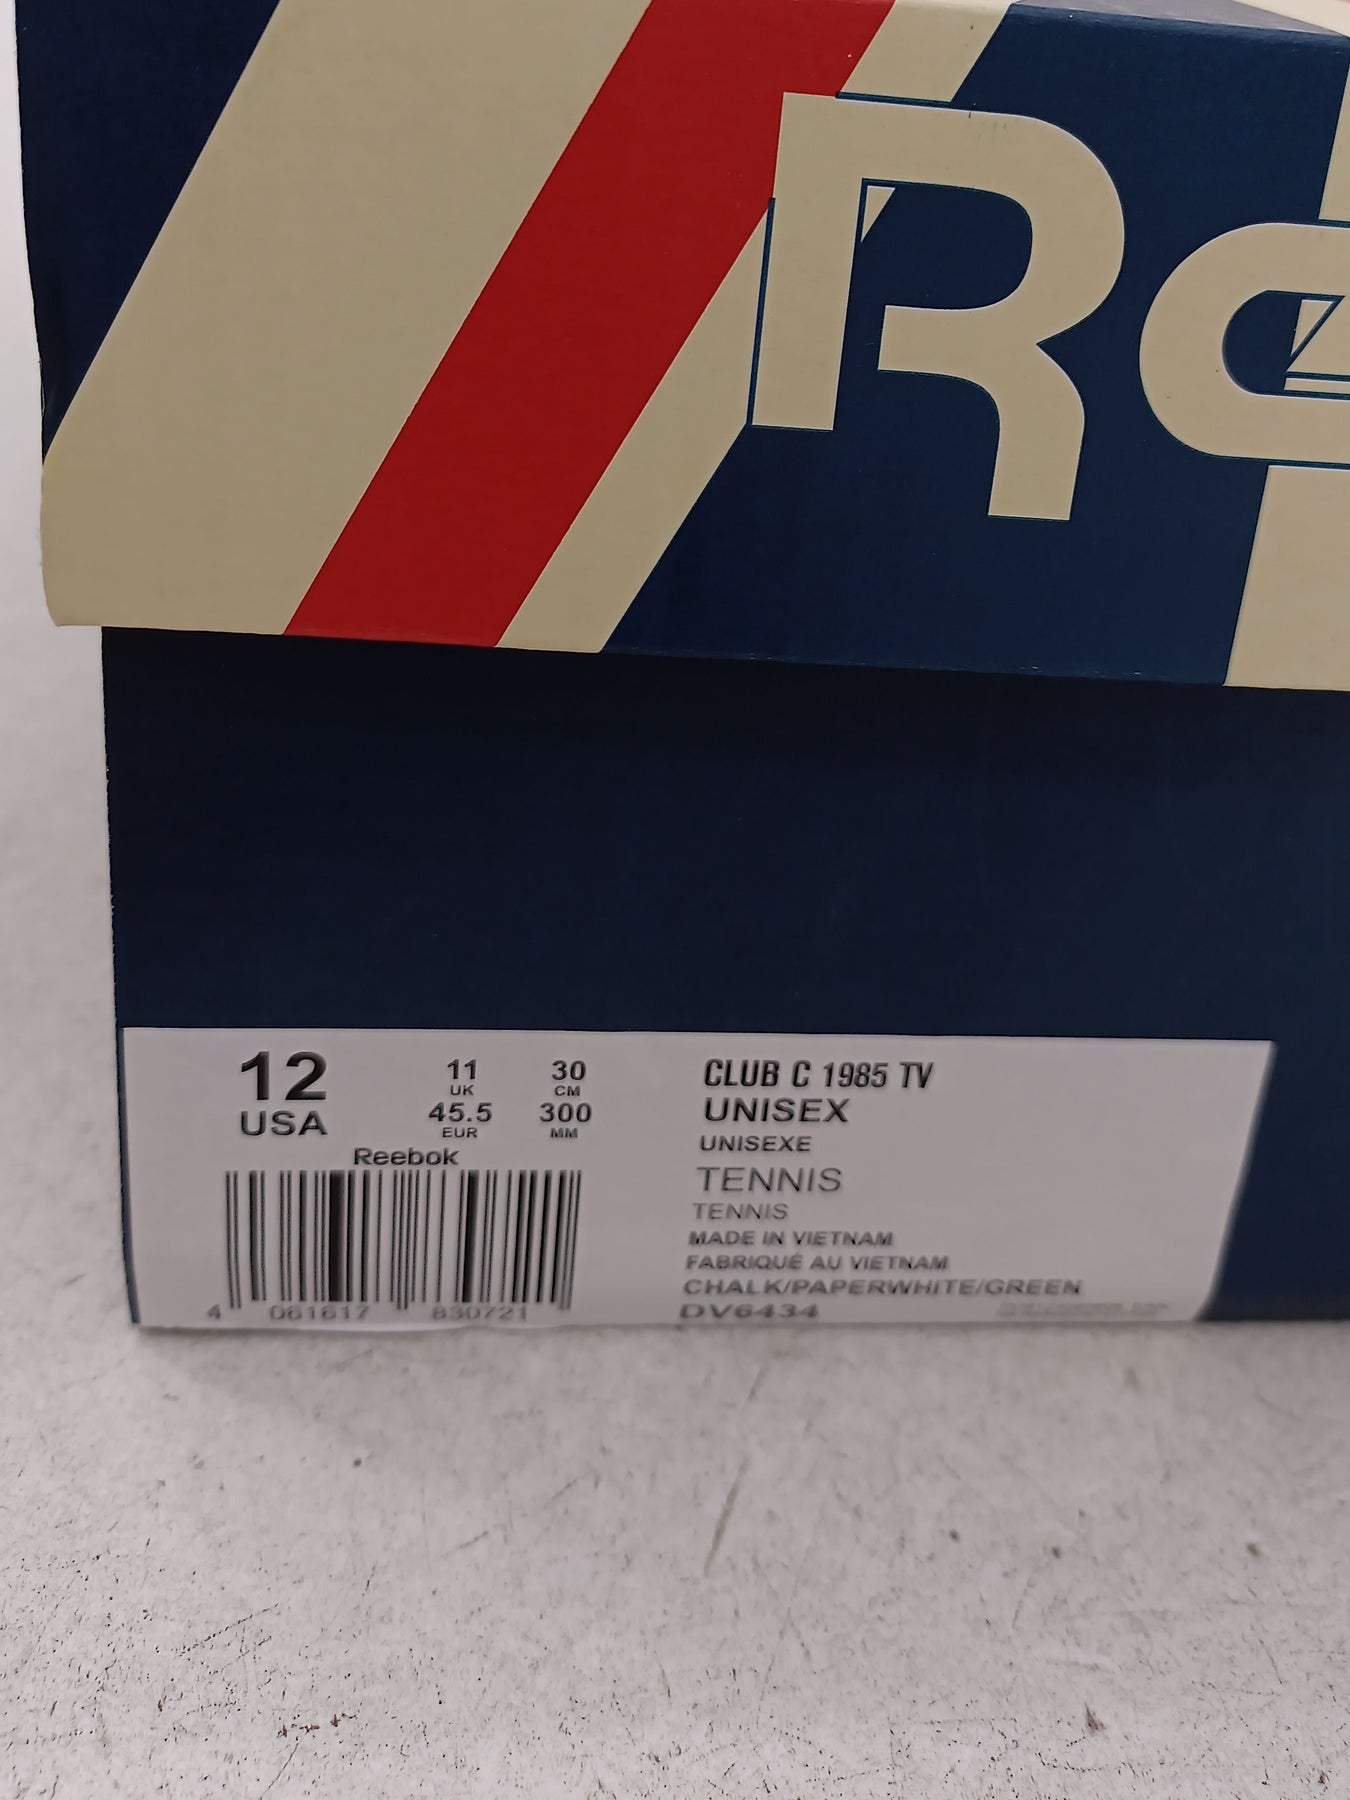 Re
12
USA
11
UK
45.5
EUR
30
CM
300
MM
Reebok
4 061617 830721
CLUB C 1985 TV
UNISEX
UNISEXE
TENNIS
TENNIS
MADE IN VIETNAM
FABRIQUÉ AU VIETNAM
CHALK/PAPERWHITE/GREEN
DV6434